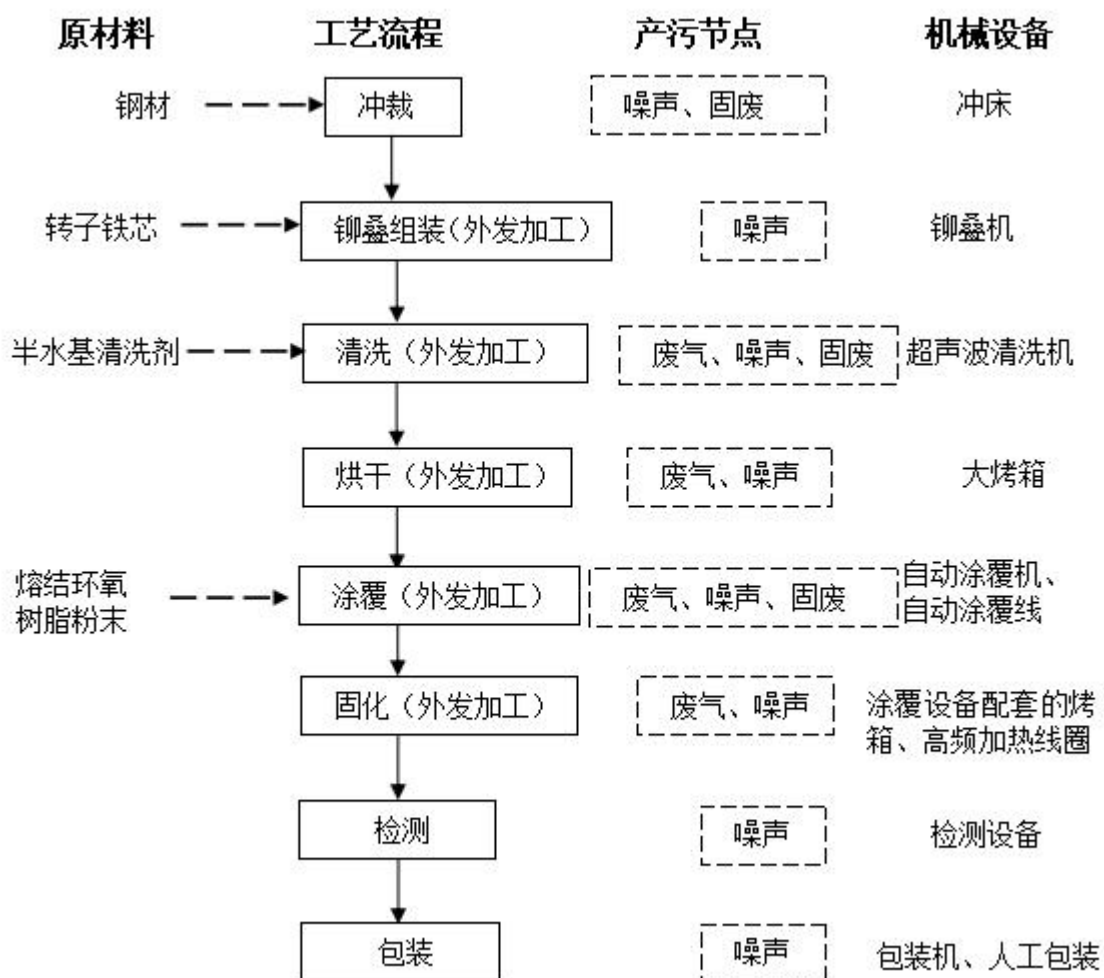 原材料 工艺流程 产污节点 机械设备
钢材 冲裁 噪声、固废 冲床
转子铁芯 铆叠组装（外发加工） 噪声 铆叠机
半水基清洗剂 清洗（外发加工） 废气、噪声、固废 超声波清洗机
烘干（外发加工） 废气、噪声 大烤箱
熔结环氧
树脂粉末
涂覆（外发加工） 废气、噪声、固废
自动涂覆机、
自动涂覆线
固化（外发加工） 废气、噪声
涂覆设备配套的烤
箱、高频加热线圈
检测 噪声 检测设备
包装 噪声 包装机、人工包装